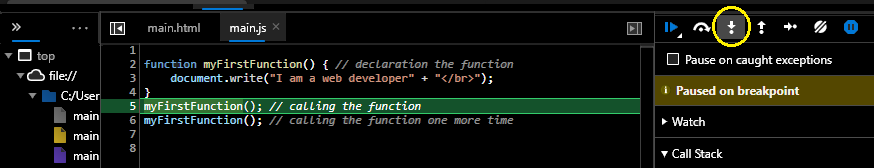 main.html
main.js
top
file://
C:/User
main
main
main
1
2 function myFirstFunction() { // declaration the function
3 document.write("I am a web developer" + "</br>");
4 }
5 myFirstFunction(); // calling the function
6 myFirstFunction(); // calling the function one more time
7
8
Pause on caught exceptions
Paused on breakpoint
Watch
Call Stack